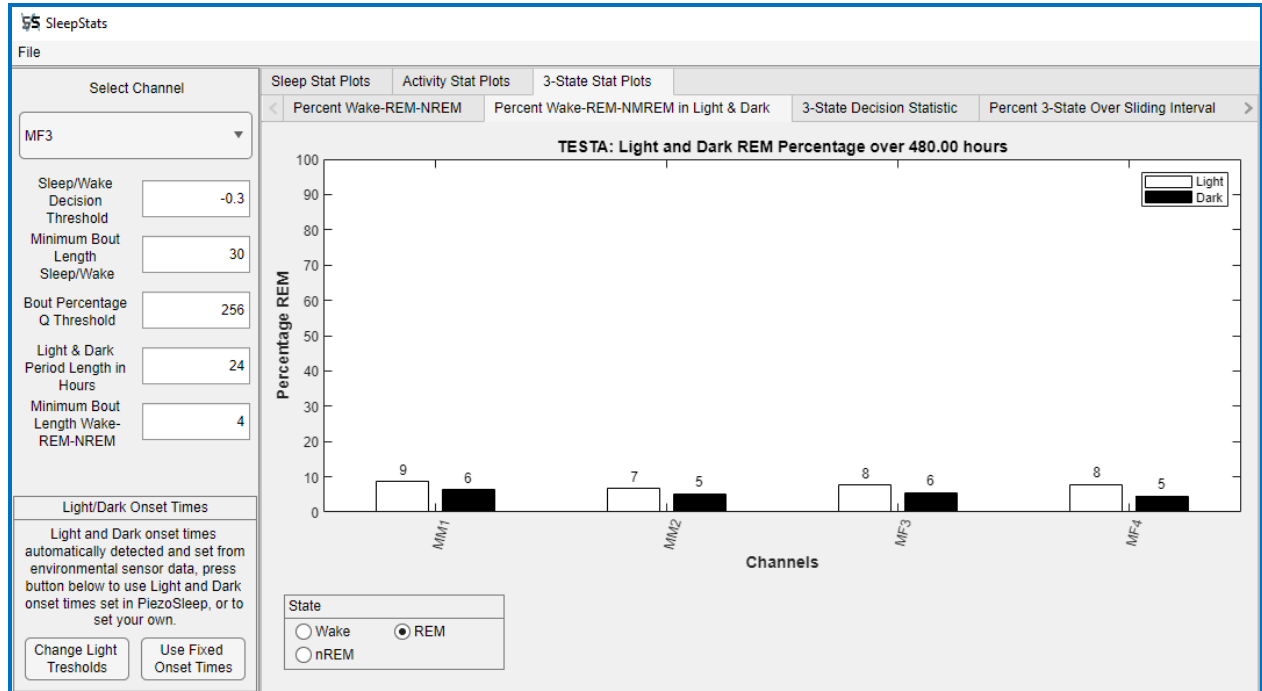 SleepStats
File
Select Channel
MF3
Sleep/Wake
Decision
Threshold
-0.3
Minimum Bout
Length
Sleep/Wake
30
Bout Percentage
Q Threshold
256
Light & Dark
Period Length in
Hours
24
Minimum Bout
Length Wake-
REM-NREM
4
Light/Dark Onset Times
Light and Dark onset times
automatically detected and set from
environmental sensor data, press
button below to use Light and Dark
onset times set in PiezoSleep, or to
set your own.
Change Light
Tresholds
Use Fixed
Onset Times
Sleep Stat Plots Activity Stat Plots 3-State Stat Plots
< Percent Wake-REM-NREM Percent Wake-REM-NMREM in Light & Dark 3-State Decision Statistic Percent 3-State Over Sliding Interval >
TESTA: Light and Dark REM Percentage over 480.00 hours
Light
Dark
Percentage REM
100
90
80
70
60
50
40
30
20
10
0
9 6 7 5 8 6 8 5
MM1 MM2 MF3 MF4
Channels
State
Wake REM
nREM